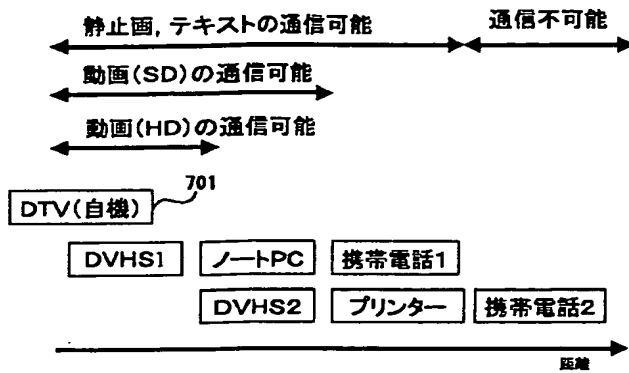 静止画,テキストの通信可能
通信不可能
動画(SD)の通信可能
動画(HD)の通信可能
701
DTV(自機)
DVHS1
ノートPC
携帯電話1
DVHS2
プリンター
携帯電話2
距離